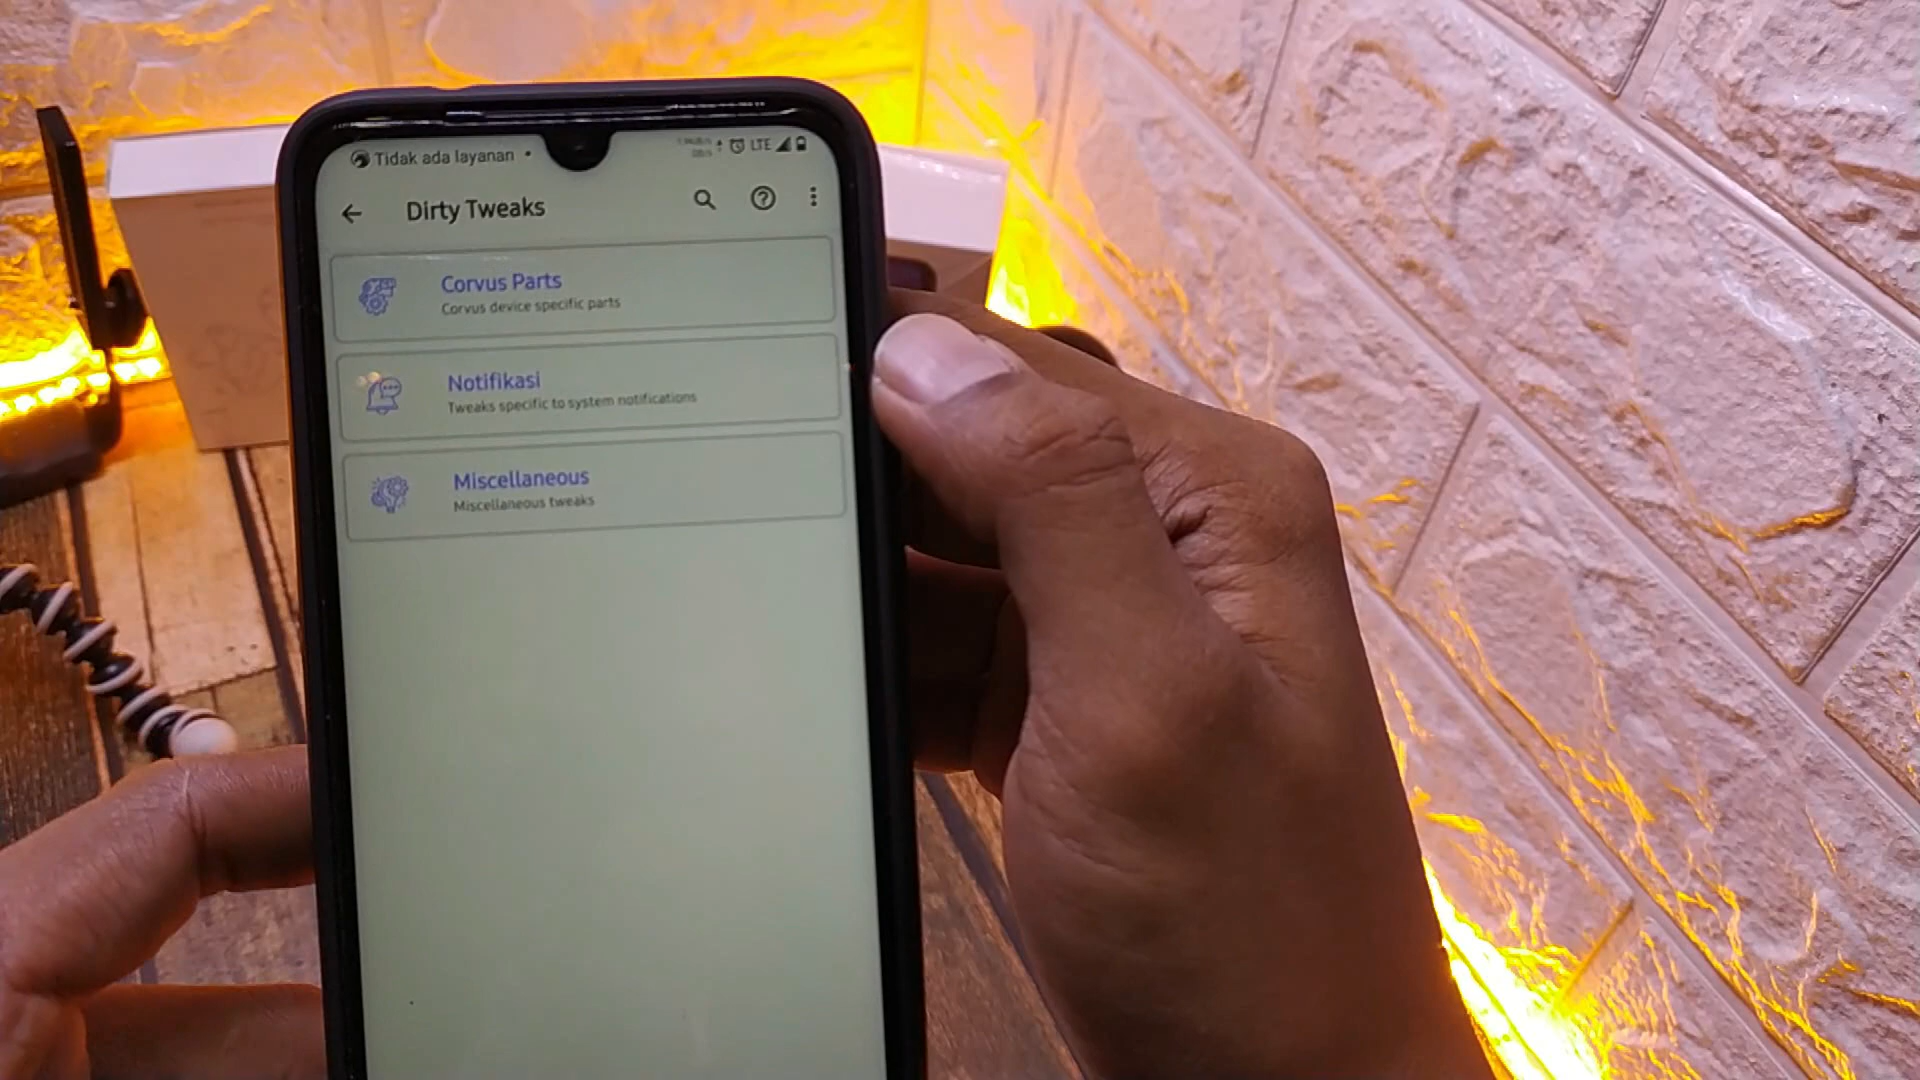 Tidak ada layanan •
LTE
Dirty Tweaks
Corvus Parts
Corvus device specific parts
Notifikasi
Tweaks specific to system notifications
Miscellaneous
Miscellaneous tweaks